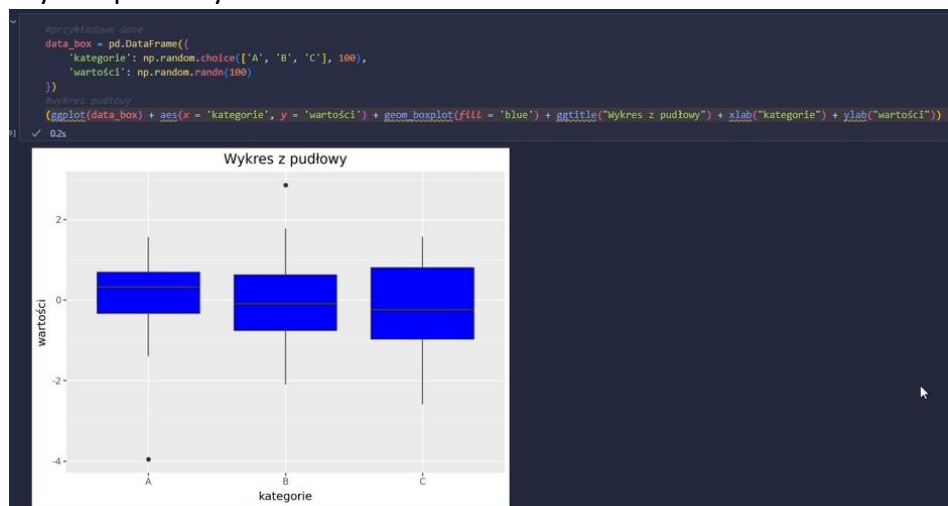 #przykładowe dane
data_box = pd.DataFrame({
'kategorie': np.random.choice(['A', 'B', 'C'], 100),
'wartości': np.random.randn(100)
})
#wykres pudłowy
(ggplot(data_box) + aes(x = 'kategorie', y = 'wartości') + geom_boxplot(fill = 'blue') + ggtitle("Wykres z pudłowy") + xlab("kategorie") + ylab("wartości"))
0.2s
Wykres z pudłowy
2
0
-2
-4
wartości
A B C
kategorie